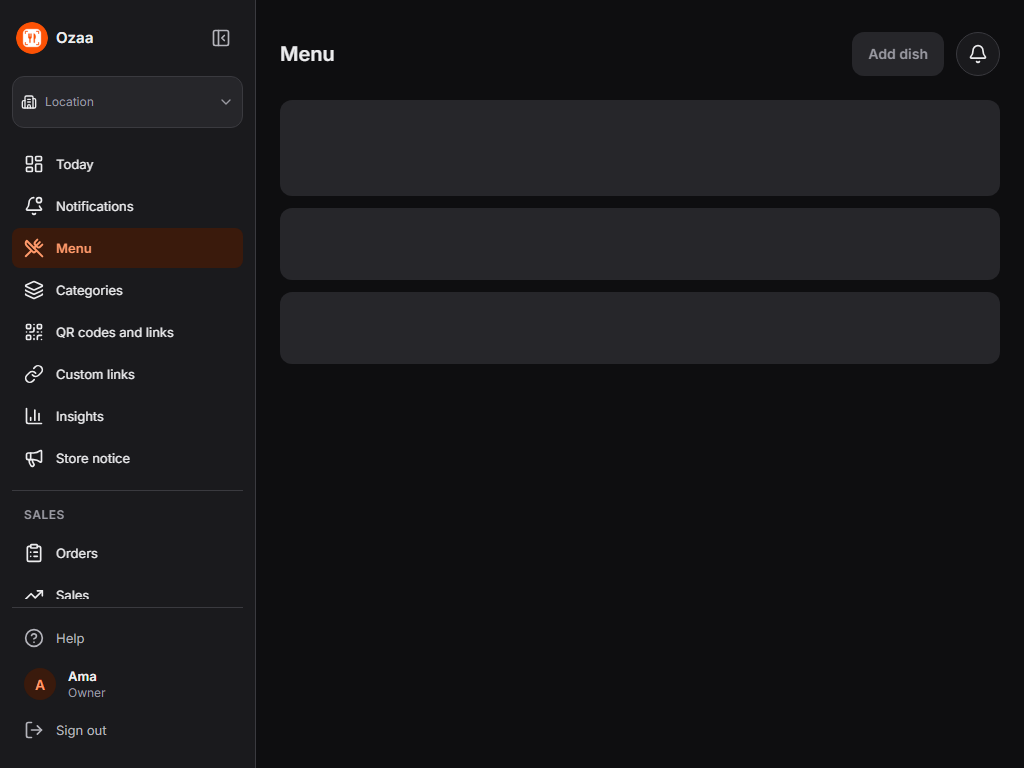 Ozaa
Location
Today
Notifications
Menu
Categories
QR codes and links
Custom links
Insights
Store notice
SALES
Orders
Sales
Help
A
Ama
Owner
Sign out
Menu
Add dish